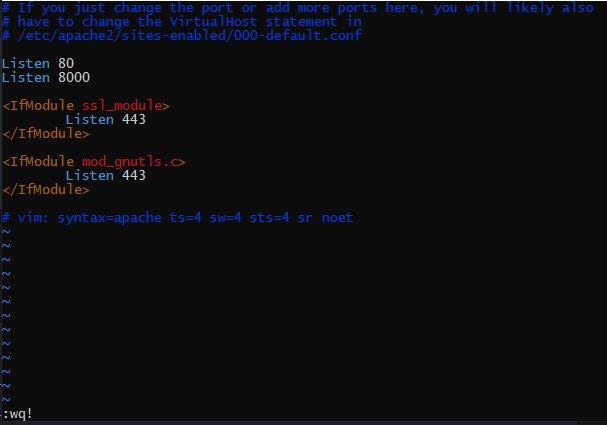 # If you just change the port or add more ports here, you will likely also
# have to change the VirtualHost statement in
# /etc/apache2/sites-enabled/000-default.conf
Listen 80
Listen 8000
<IfModule ssl_module>
        Listen 443
</IfModule>
<IfModule mod_gnutls.c>
        Listen 443
</IfModule>
# vim: syntax=apache ts=4 sw=4 sts=4 sr noet
~
~
~
~
~
~
~
~
~
~
~
~
~
:wq!